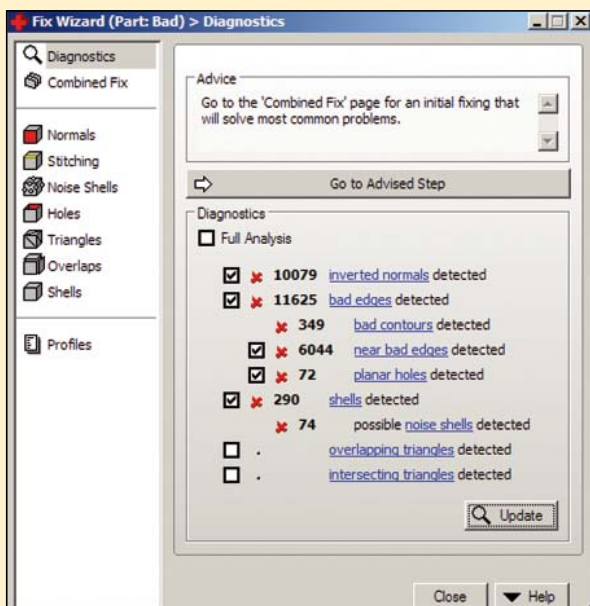 Fix Wizard (Part: Bad) > Diagnostics
Diagnostics
Combined Fix
Normals
Stitching
Noise Shells
Holes
Triangles
Overlaps
Shells
Profiles
Advice
Go to the 'Combined Fix' page for an initial fixing that
will solve most common problems.
Go to Advised Step
Diagnostics
Full Analysis
10079 inverted normals detected
11625 bad edges detected
349 bad contours detected
6044 near bad edges detected
72 planar holes detected
290 shells detected
74 possible noise shells detected
. overlapping triangles detected
. intersecting triangles detected
Update
Close
Help